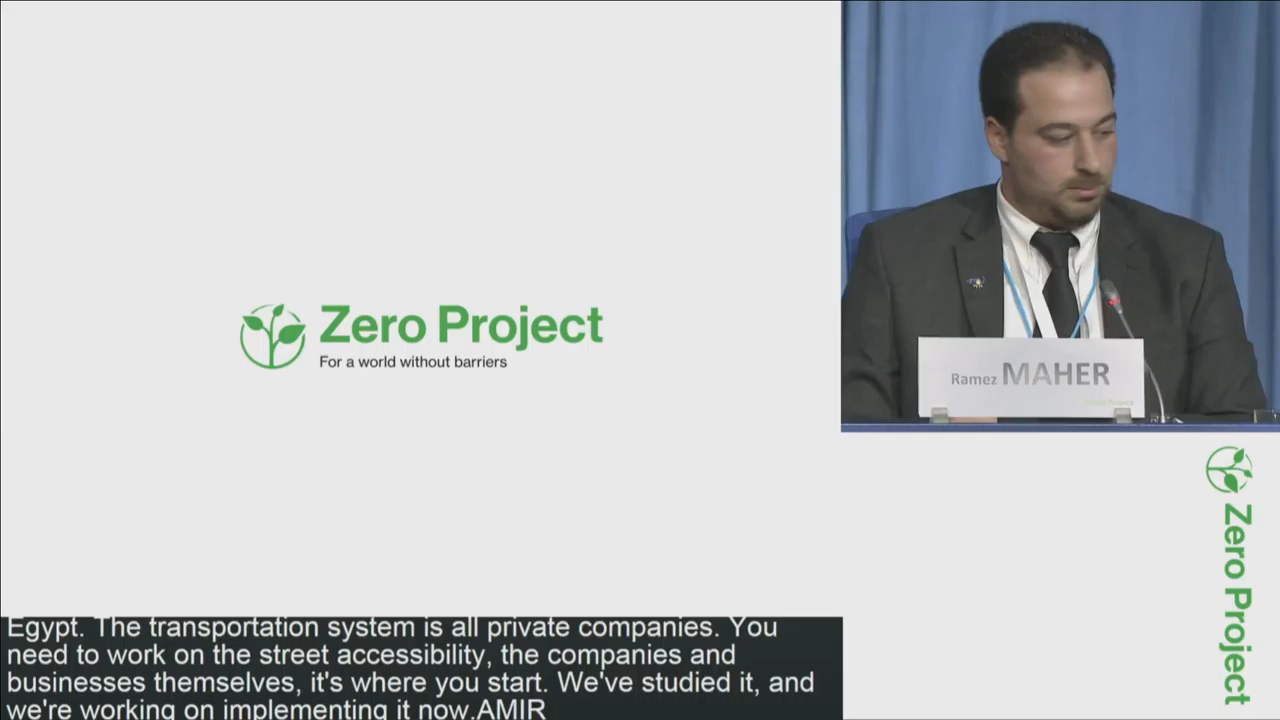 Zero Project
For a world without barriers
Ramez MAHER
Zero Project
Egypt. The transportation system is all private companies. You
need to work on the street accessibility, the companies and
businesses themselves, it's where you start. We've studied it, and
we're working on implementing it now.AMIR